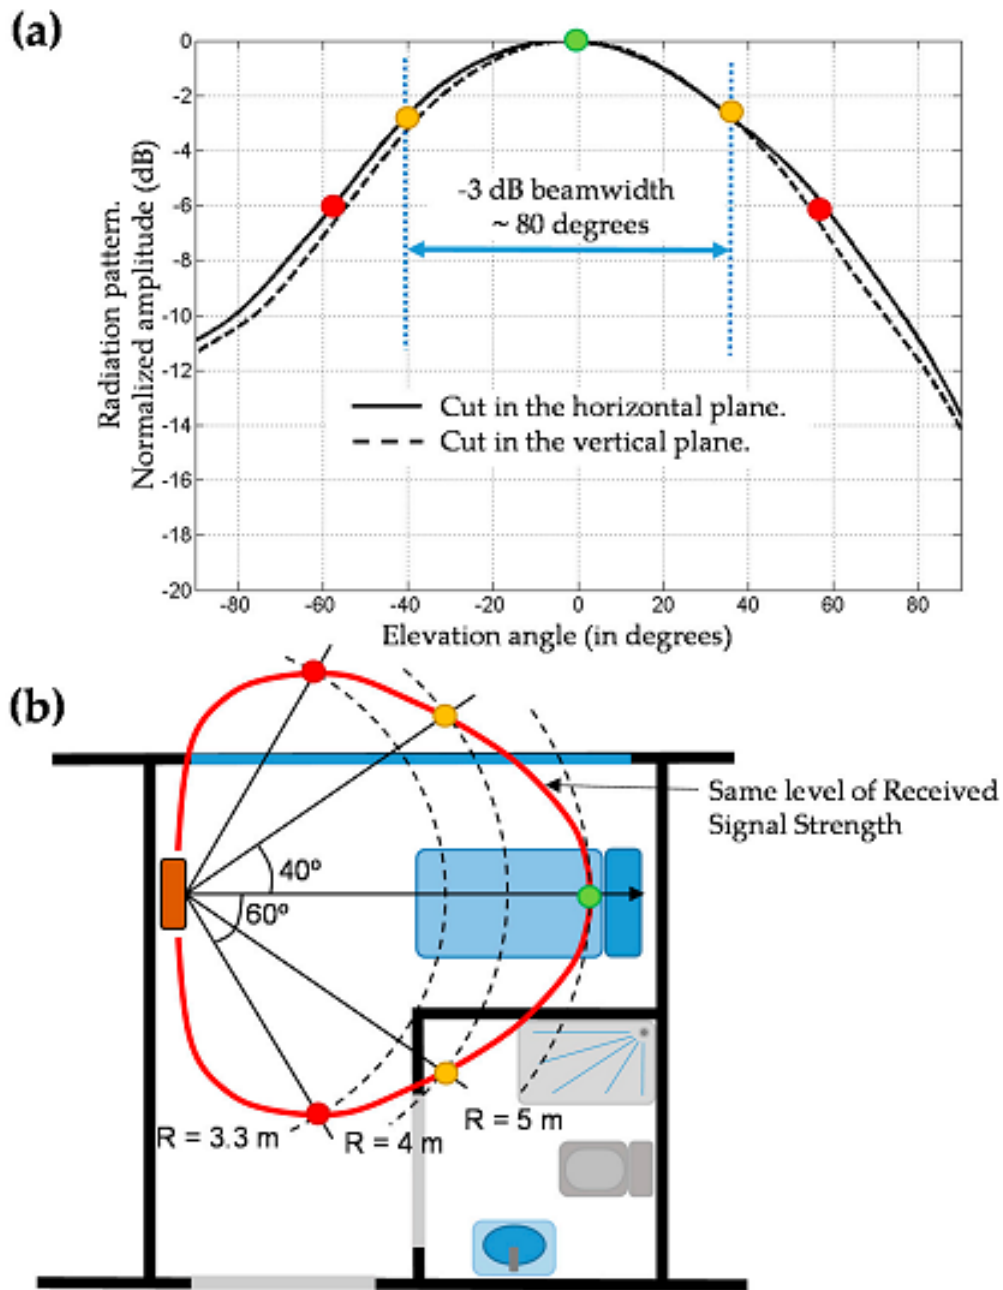 (a)
Radiation pattern.
Normalized amplitude (dB)
0
-2
-4
-6
-8
-10
-12
-14
-16
-18
-20
-3 dB beamwidth
~ 80 degrees
Cut in the horizontal plane.
Cut in the vertical plane.
-80 -60 -40 -20 0 20 40 60 80
Elevation angle (in degrees)
(b)
Same level of Received
Signal Strength
40º
60º
R = 3.3 m
R = 4 m
R = 5 m